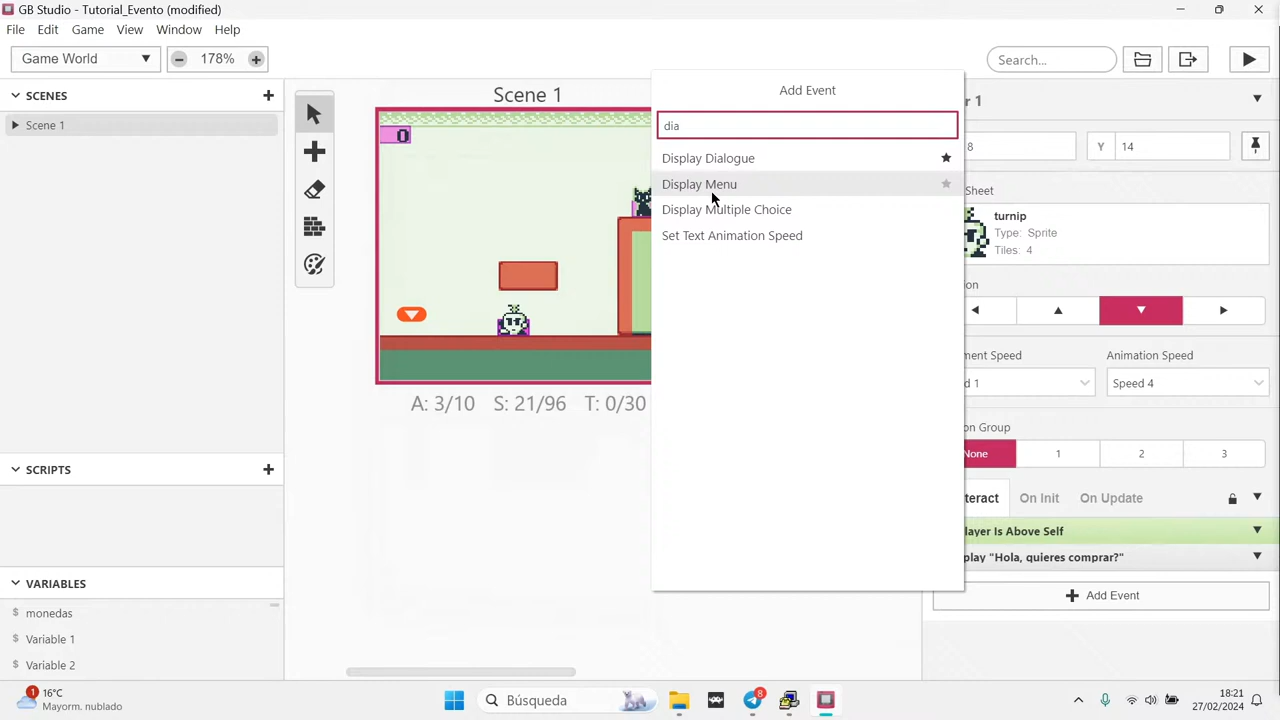 GB Studio - Tutorial_Evento (modified)
File Edit Game View Window Help
Game World
178%
Search...
SCENES
Scene 1
SCRIPTS
VARIABLES
monedas
Variable 1
Variable 2
Scene 1
0
A: 3/10 S: 21/96 T: 0/30
Add Event
dia
Display Dialogue
Display Menu
Display Multiple Choice
Set Text Animation Speed
r 1
8 Y 14
Sheet
turnip
Type: Sprite
Tiles: 4
ion
ment Speed Animation Speed
d 1 Speed 4
on Group
None 1 2 3
teract On Init On Update
layer Is Above Self
play "Hola, quieres comprar?"
Add Event
1
16°C
Mayorm. nublado
Búsqueda
8
18:21
27/02/2024